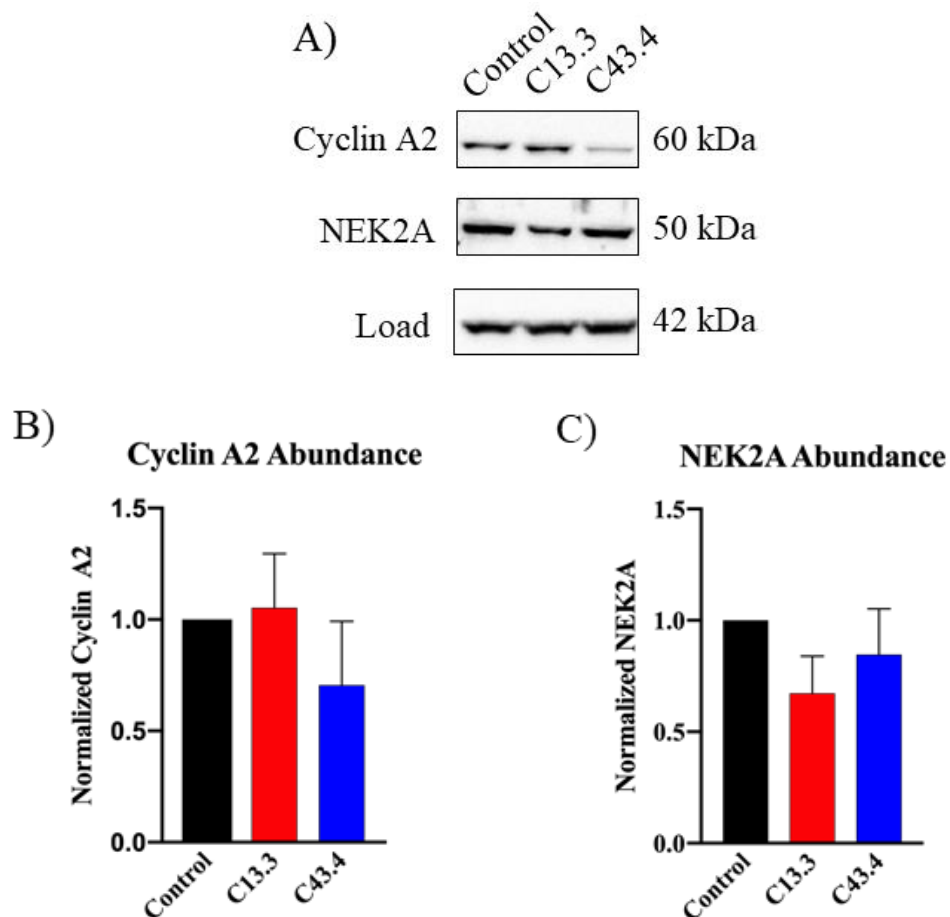 A)
Control C13.3 C43.4
Cyclin A2 60 kDa
NEK2A 50 kDa
Load 42 kDa
B)
Cyclin A2 Abundance
Normalized Cyclin A2
1.5
1.0
0.5
0.0
Control C13.3 C43.4
C)
NEK2A Abundance
Normalized NEK2A
1.5
1.0
0.5
0.0
Control C13.3 C43.4